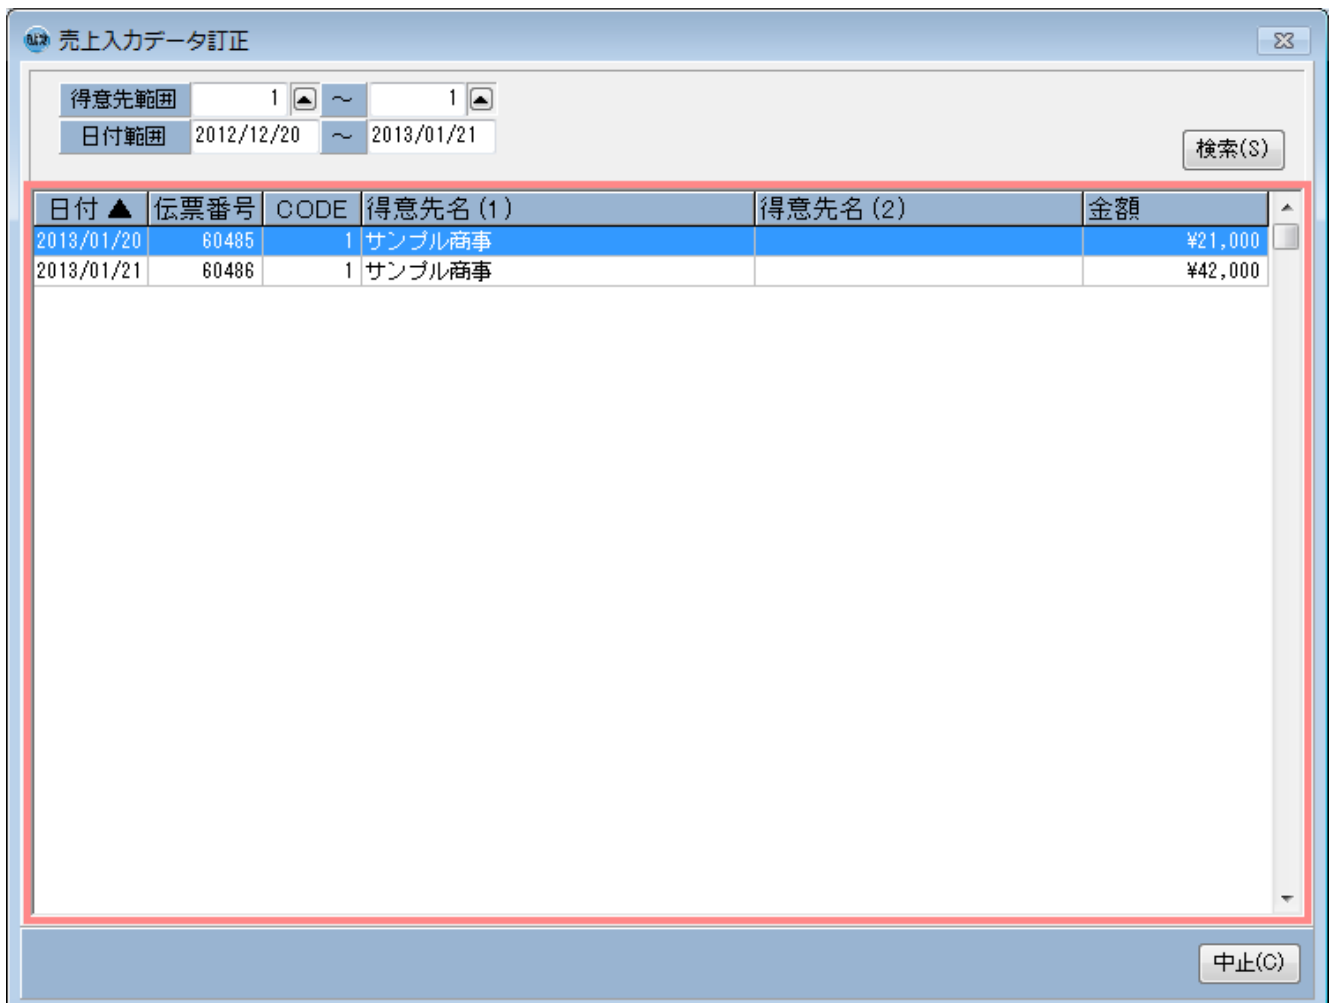 売上入力データ訂正
得意先範囲 1 ～ 1
日付範囲 2012/12/20 ～ 2013/01/21
検索(S)
日付 ▲ 伝票番号 CODE 得意先名(1) 得意先名(2) 金額
2013/01/20 60485 1 サンプル商事 ¥21,000
2013/01/21 60486 1 サンプル商事 ¥42,000
中止(C)